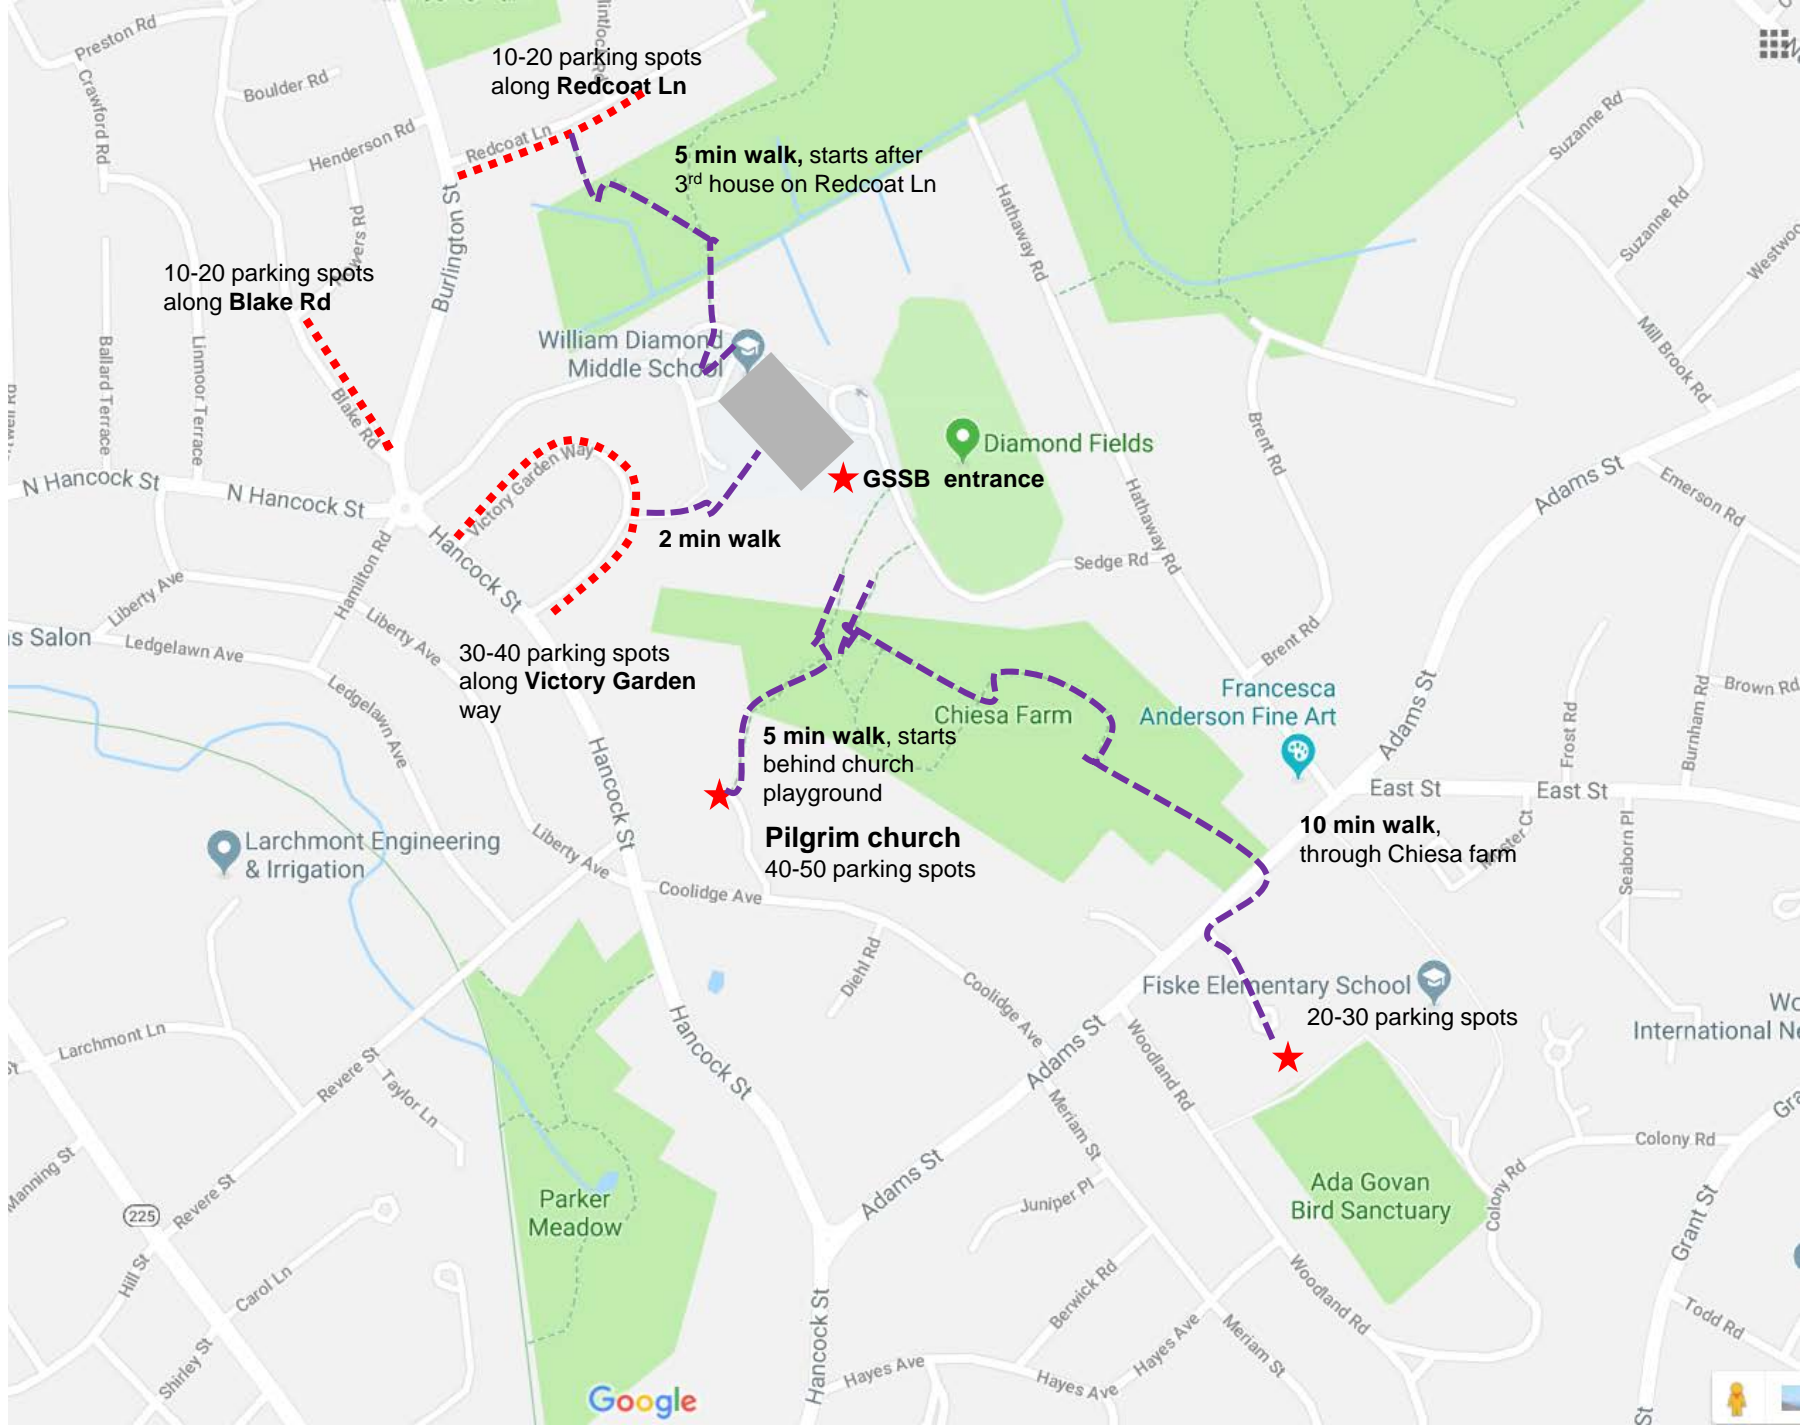 Preston Rd
Crawford Rd
Boulder Rd
Henderson Rd
10-20 parking spots
along Redcoat Ln
Redcoat Ln
5 min walk, starts after
3rd house on Redcoat Ln
Burlington St
Hathaway Rd
Suzanne Rd
Suzanne Rd
Mill Brook Rd
10-20 parking spots
along Blake Rd
Ballard Terrace
Linmoor Terrace
Blake Rd
William Diamond
Middle School
Diamond Fields
GSSB entrance
Brent Rd
Adams St
Emerson Rd
N Hancock St
N Hancock St
Victory Garden Way
Hancock St
2 min walk
Hathaway Rd
Sedge Rd
Hamilton Rd
Liberty Ave
Liberty Ave
s Salon
Ledgelawn Ave
Ledgelawn Ave
30-40 parking spots
along Victory Garden
way
Brent Rd
Francesca
Anderson Fine Art
Adams St
Frost Rd
Burnham Rd
Brown Rd
Chiesa Farm
5 min walk, starts
behind church
playground
Hancock St
East St
East St
Pilgrim church
40-50 parking spots
10 min walk,
through Chiesa farm
Seaborn Pl
Larchmont Engineering
& Irrigation
Liberty Ave
Coolidge Ave
Diehl Rd
Coolidge Ave
Fiske Elementary School
20-30 parking spots
International
Larchmont Ln
Revere St
Taylor Ln
Hancock St
Adams St
Woodland Rd
Meriam St
Colony Rd
Colony Rd
Manning St
225
Revere St
Hill St
Carol Ln
Shirley St
Parker
Meadow
Adams St
Juniper Pl
Ada Govan
Bird Sanctuary
Grant St
Berwick Rd
Woodland Rd
Todd Rd
Hancock St
Hayes Ave
Hayes Ave
Hayes Ave
Meriam St
Google